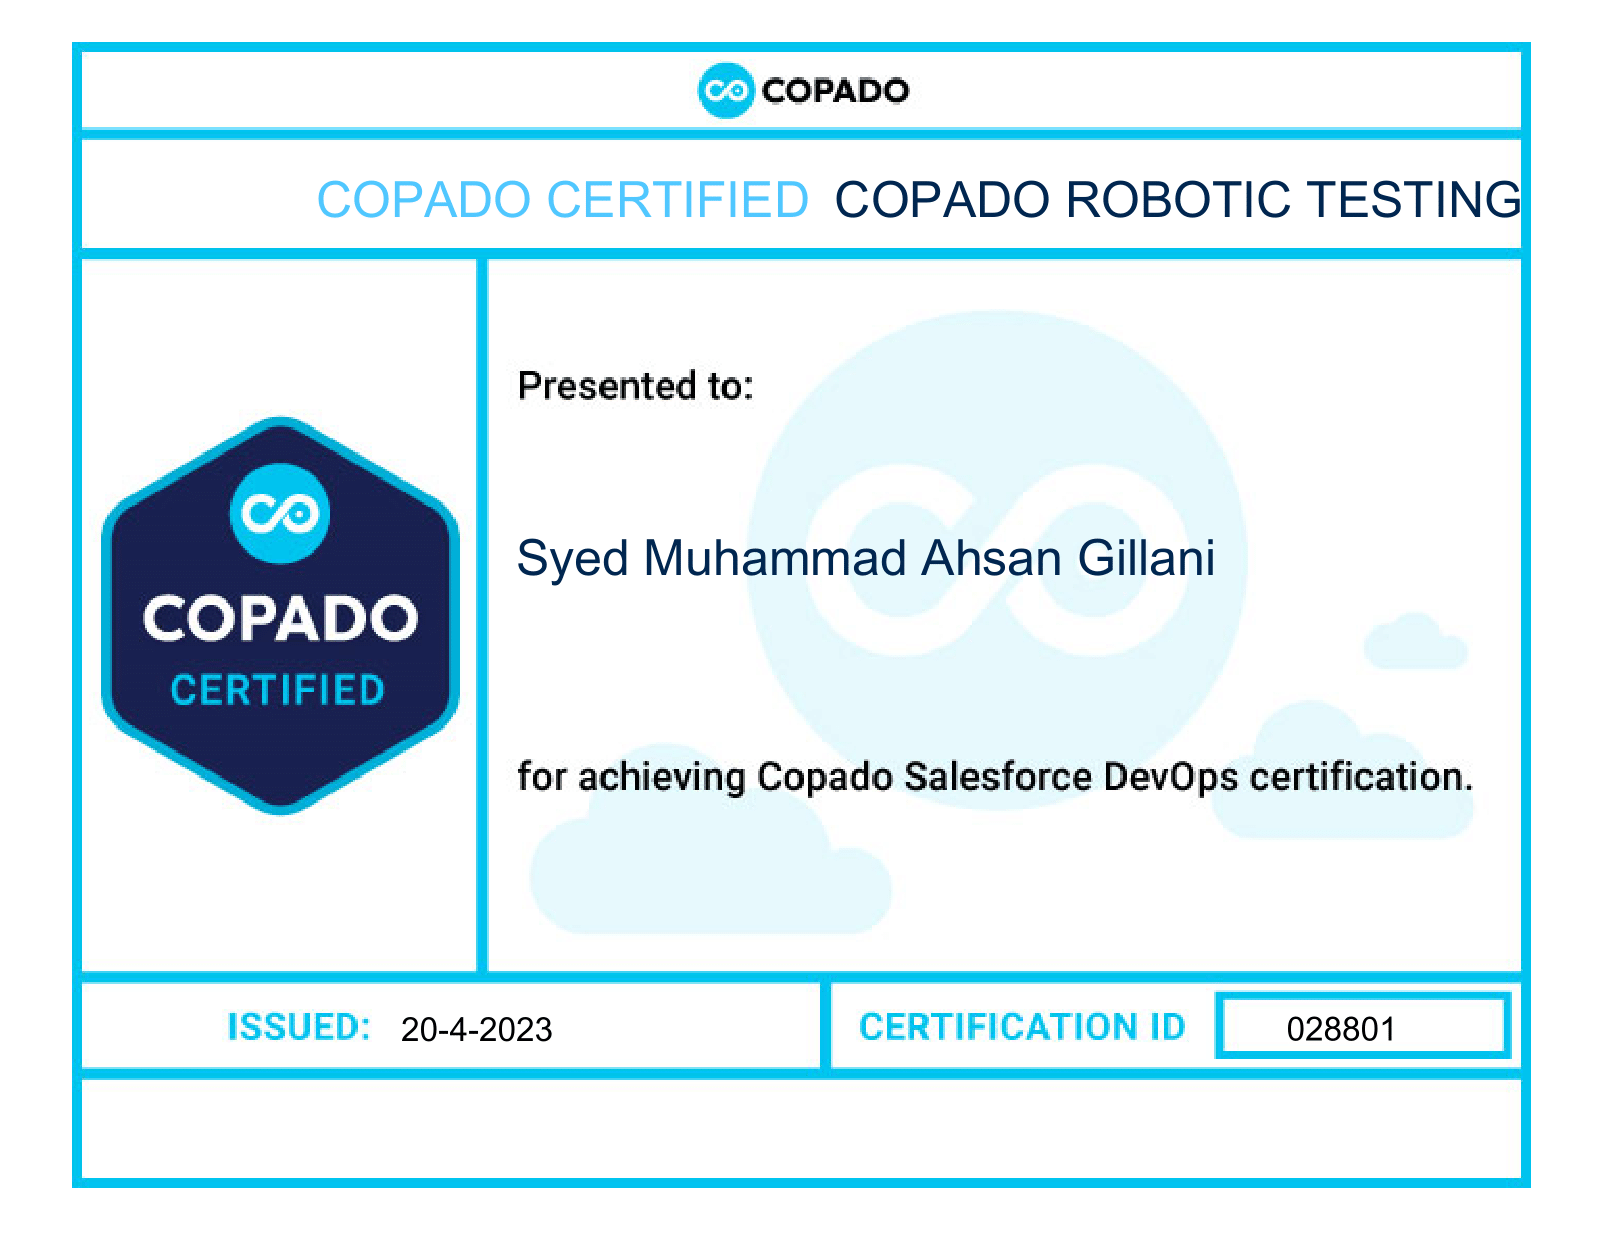 COPADO
COPADO CERTIFIED COPADO ROBOTIC TESTING
COPADO
CERTIFIED
Presented to:
Syed Muhammad Ahsan Gillani
for achieving Copado Salesforce DevOps certification.
ISSUED: 20-4-2023
CERTIFICATION ID 028801